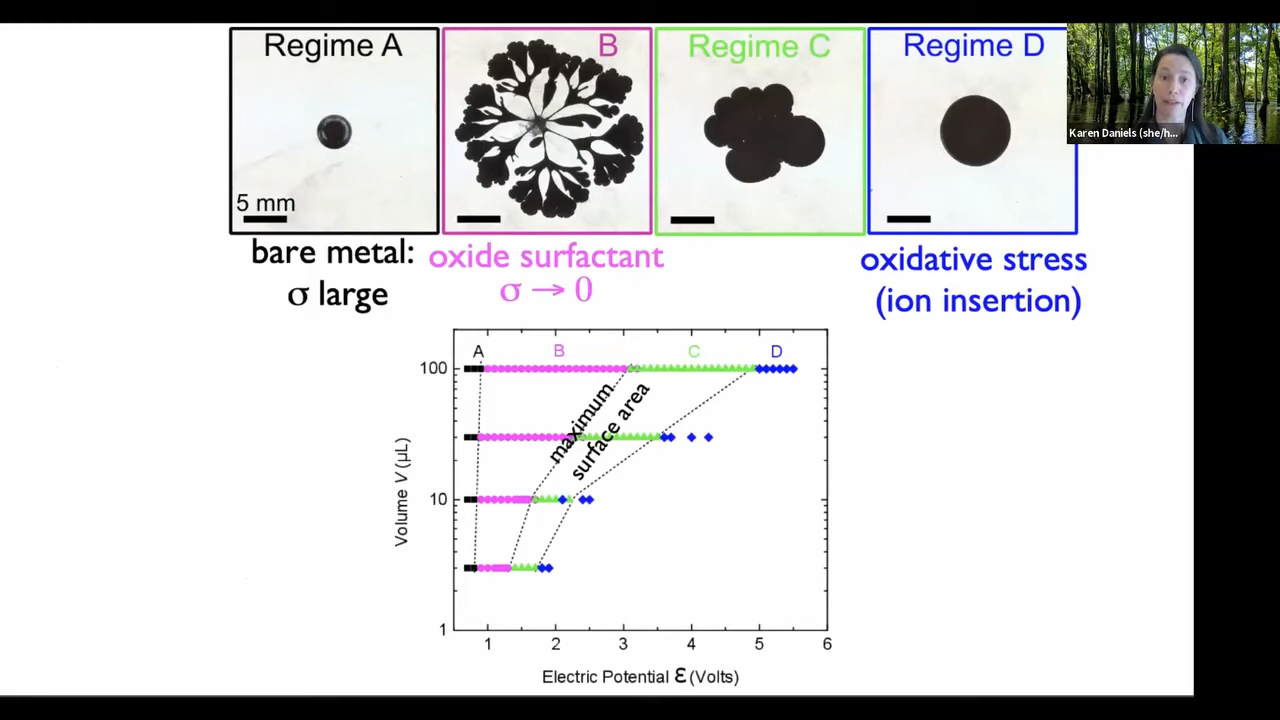 Regime A
B
Regime C
Regime D
Karen Daniels (she/h...
5 mm
bare metal:
σ large
oxide surfactant
σ → 0
oxidative stress
(ion insertion)
A
B
C
D
100
10
1
maximum
surface area
Volume V (µL)
1 2 3 4 5 6
Electric Potential ℇ (Volts)